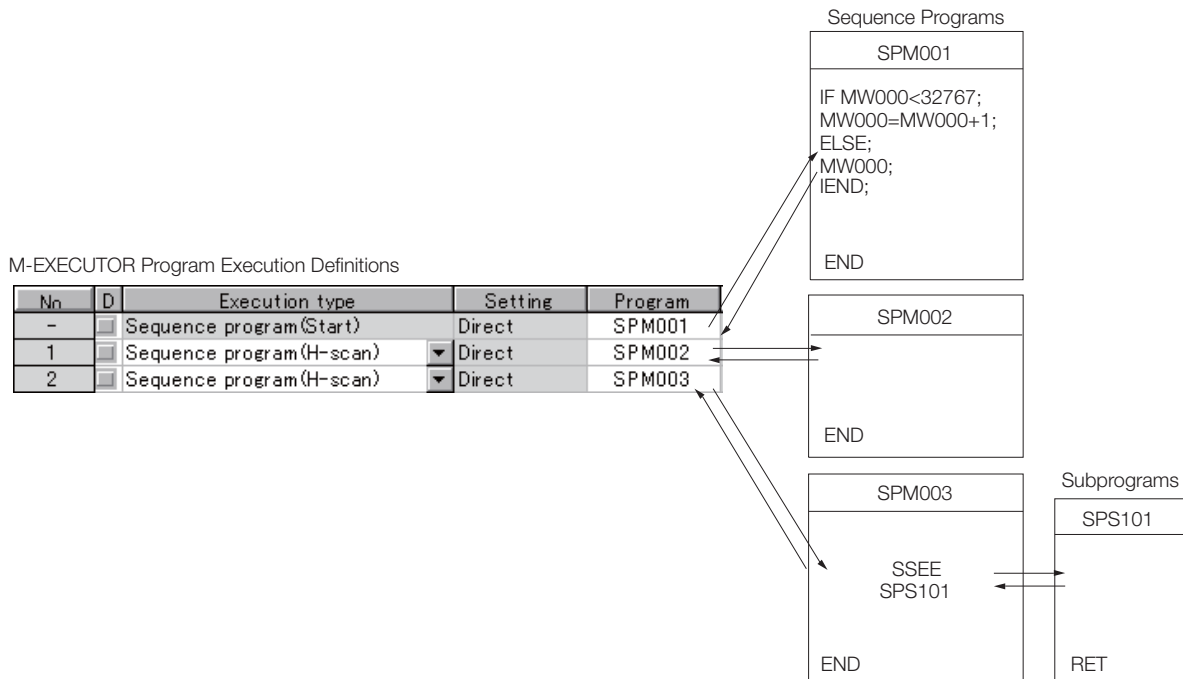 Sequence Programs
SPM001
IF MW000<32767;
MW000=MW000+1;
ELSE;
MW000;
IEND;
END
M-EXECUTOR Program Execution Definitions
No D Execution type Setting Program
- Sequence program(Start) Direct SPM001
1 Sequence program(H-scan) Direct SPM002
2 Sequence program(H-scan) Direct SPM003
SPM002
END
SPM003
SSEE
SPS101
END
Subprograms
SPS101
RET